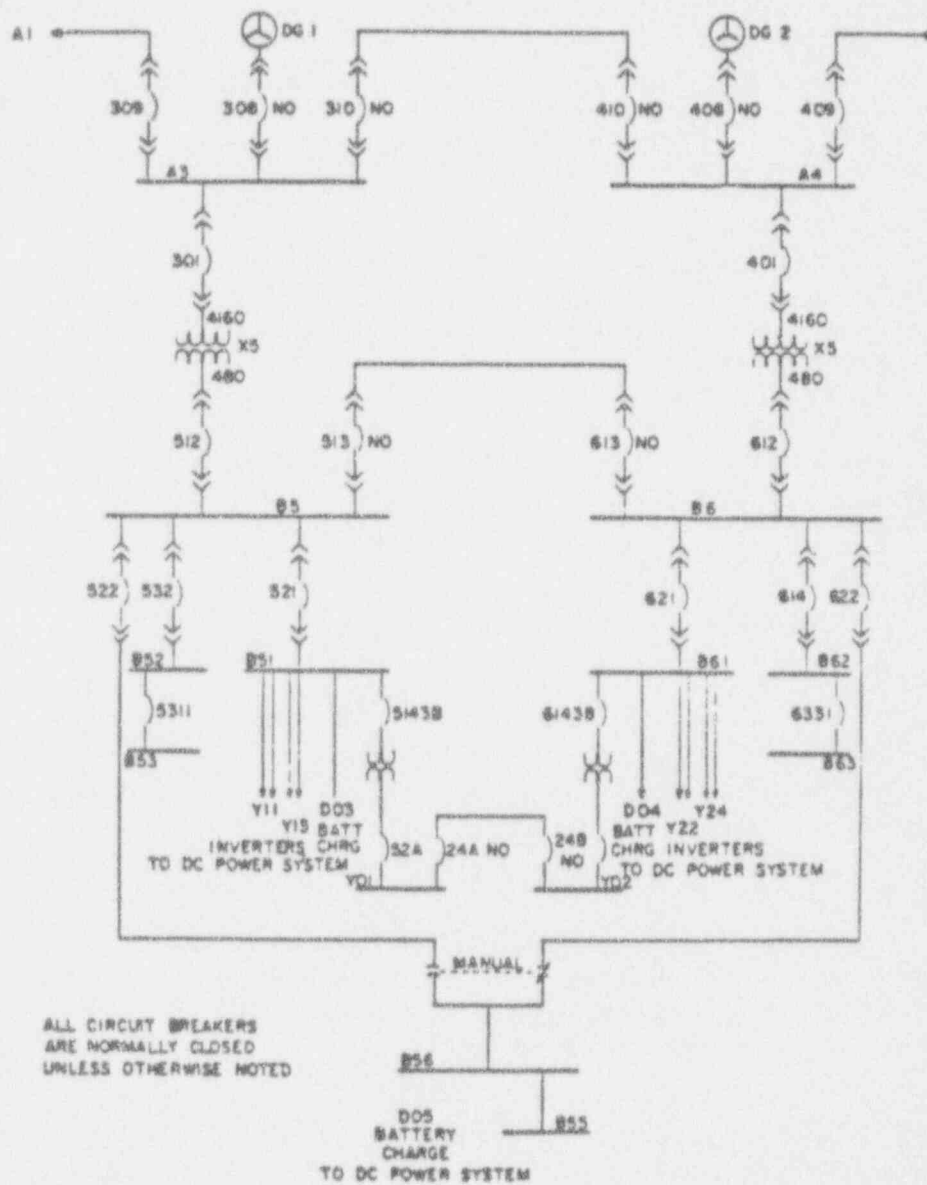 A1
DG 1
DG 2
309
308 NO
310 NO
410 NO
408 NO
409
A3
A4
301
401
4160
X5
480
4160
X5
480
512
513 NO
613 NO
612
B5
B6
522
532
521
621
614
622
B52
B51
B61
B62
5311
5143B
6143B
6331
B53
B63
Y11
Y13
D03
BATT
INVERTERS CHRG
TO DC POWER SYSTEM
D04
Y22
Y24
BATT
CHRG INVERTERS
TO DC POWER SYSTEM
52A
24A NO
24B
NO
Y01
Y02
MANUAL
ALL CIRCUIT BREAKERS
ARE NORMALLY CLOSED
UNLESS OTHERWISE NOTED
B56
B55
D05
BATTERY
CHARGE
TO DC POWER SYSTEM